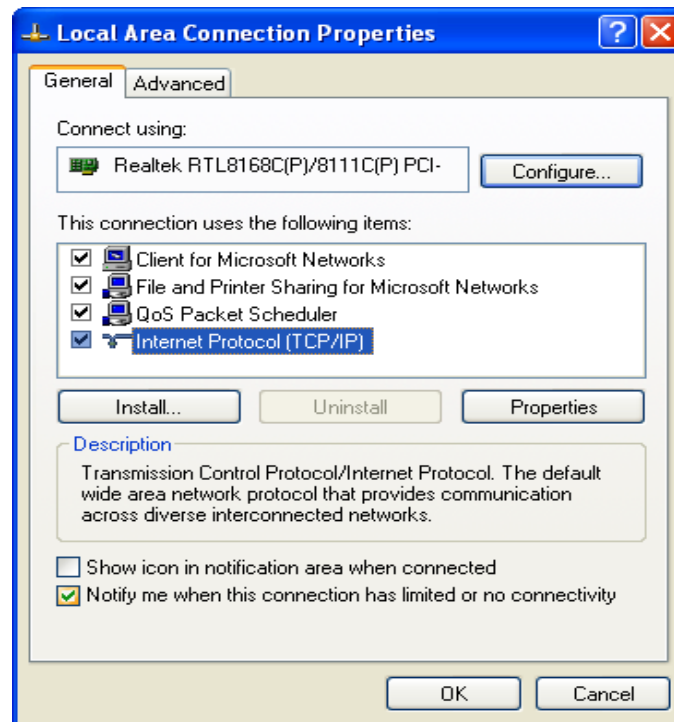 Local Area Connection Properties
General Advanced
Connect using:
Realtek RTL8168C(P)/8111C(P) PCI- Configure...
This connection uses the following items:
Client for Microsoft Networks
File and Printer Sharing for Microsoft Networks
QoS Packet Scheduler
Internet Protocol (TCP/IP)
Install... Uninstall Properties
Description
Transmission Control Protocol/Internet Protocol. The default
wide area network protocol that provides communication
across diverse interconnected networks.
Show icon in notification area when connected
Notify me when this connection has limited or no connectivity
OK Cancel